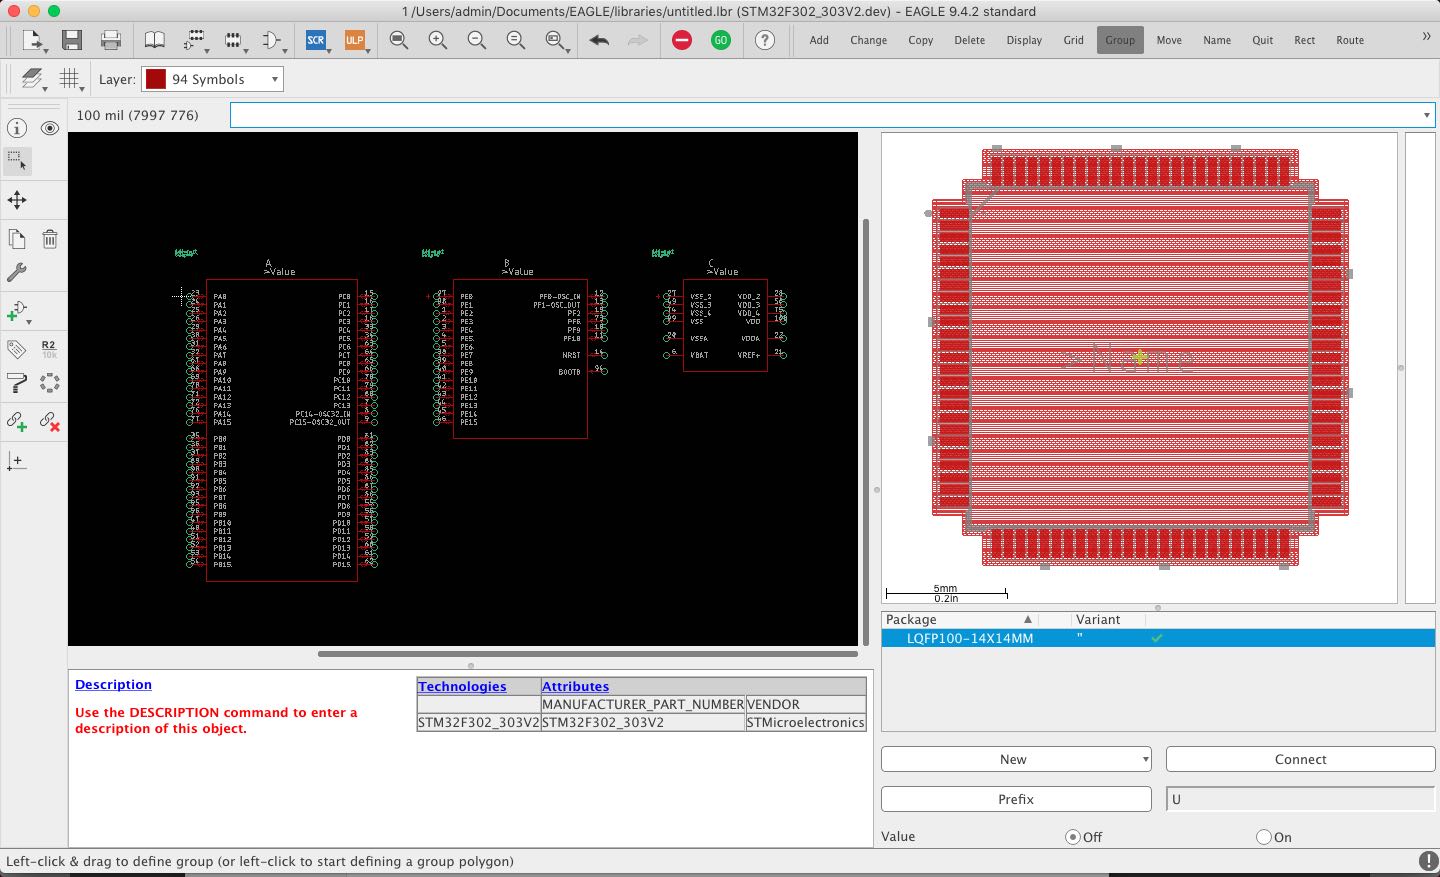 1 /Users/admin/Documents/EAGLE/libraries/untitled.lbr (STM32F302_303V2.dev) - EAGLE 9.4.2 standard
SCR ULP GO ? Add Change Copy Delete Display Grid Group Move Name Quit Rect Route »
Layer: 94 Symbols
100 mil (7997 776)
R2
10k
A
>Value
B
>Value
C
>Value
PA0
PA1
PA2
PA3
PA4
PA5
PA6
PA7
PA8
PA9
PA10
PA11
PA12
PA13
PA14
PA15
PB0
PB1
PB2
PB3
PB4
PB5
PB6
PB7
PB8
PB9
PB10
PB11
PB12
PB13
PB14
PB15
PC0
PC1
PC2
PC3
PC4
PC5
PC6
PC7
PC8
PC9
PC10
PC11
PC12
PC13
PC14-OSC32_IN
PC15-OSC32_OUT
PD0
PD1
PD2
PD3
PD4
PD5
PD6
PD7
PD8
PD9
PD10
PD11
PD12
PD13
PD14
PD15
PE0
PE1
PE2
PE3
PE4
PE5
PE6
PE7
PE8
PE9
PE10
PE11
PE12
PE13
PE14
PE15
PF0-OSC_IN
PF1-OSC_OUT
PF2
PF6
PF9
PF10
NRST
BOOT0
VSS_2
VSS_3
VSS_4
VSS
VSSA
VBAT
VDD_2
VDD_3
VDD_4
VDD
VDDA
VREF+
5mm
0.2in
Package Variant
LQFP100-14X14MM "
Description
Use the DESCRIPTION command to enter a
description of this object.
Technologies Attributes
MANUFACTURER_PART_NUMBER VENDOR
STM32F302_303V2 STM32F302_303V2 STMicroelectronics
New Connect
Prefix U
Value Off On
Left-click & drag to define group (or left-click to start defining a group polygon)